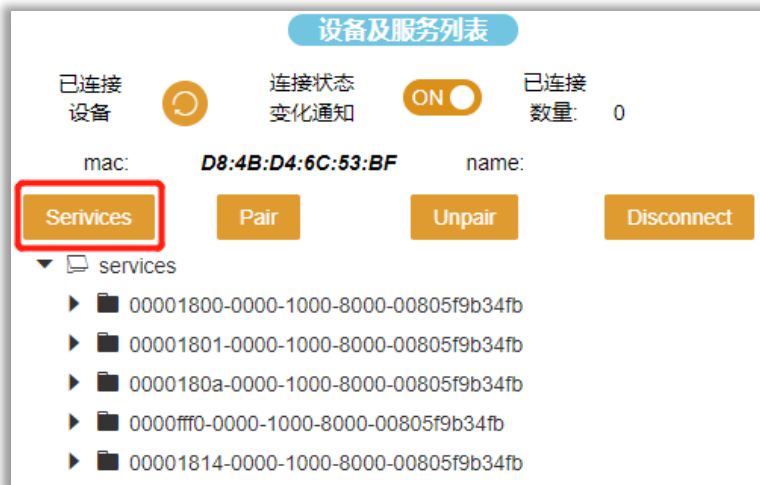 设备及服务列表
已连接 连接状态 已连接
设备 ON
变化通知 数量: 0
mac: D8:4B:D4:6C:53:BF name:
Serivices Pair Unpair Disconnect
services
00001800-0000-1000-8000-00805f9b34fb
00001801-0000-1000-8000-00805f9b34fb
0000180a-0000-1000-8000-00805f9b34fb
0000fff0-0000-1000-8000-00805f9b34fb
00001814-0000-1000-8000-00805f9b34fb